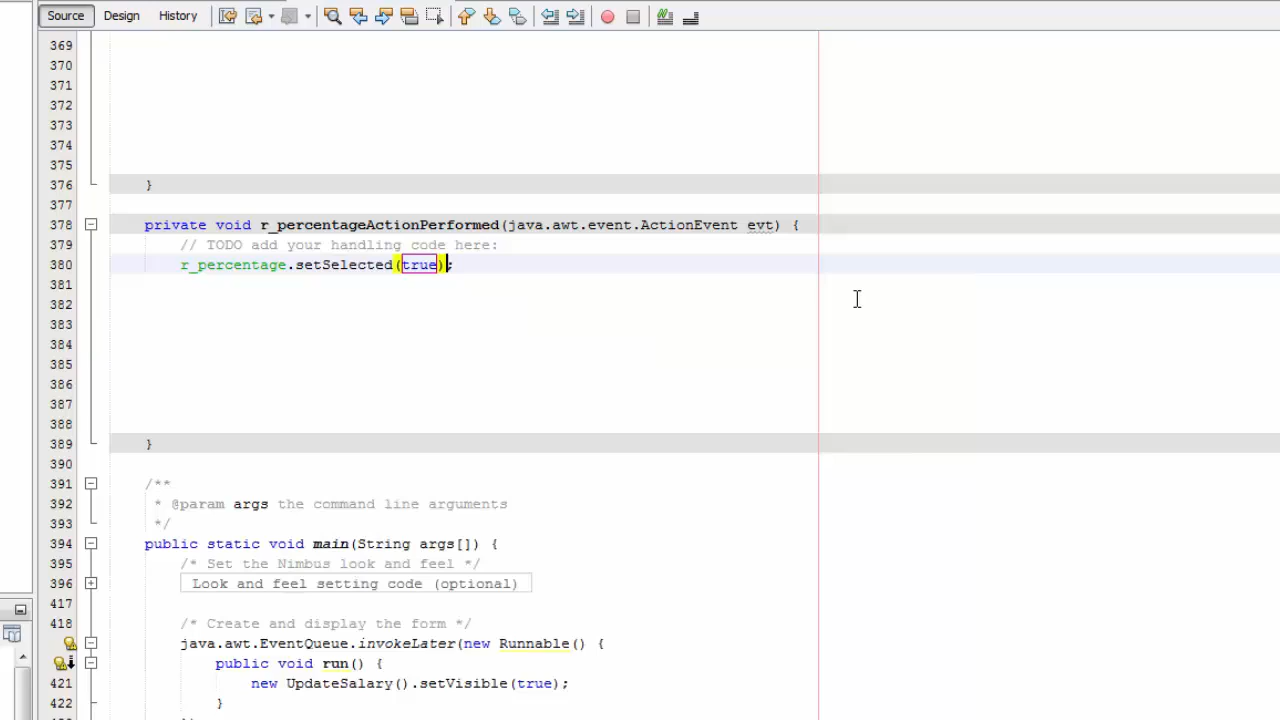 Source Design History
369
370
371
372
373
374
375
376 }
377
378 private void r_percentageActionPerformed(java.awt.event.ActionEvent evt) {
379 // TODO add your handling code here:
380 r_percentage.setSelected(true);
381
382
383
384
385
386
387
388
389 }
390
391 /**
392 * @param args the command line arguments
393 */
394 public static void main(String args[]) {
395 /* Set the Nimbus look and feel */
396 Look and feel setting code (optional)
417
418 /* Create and display the form */
java.awt.EventQueue.invokeLater(new Runnable() {
public void run() {
421 new UpdateSalary().setVisible(true);
422 }